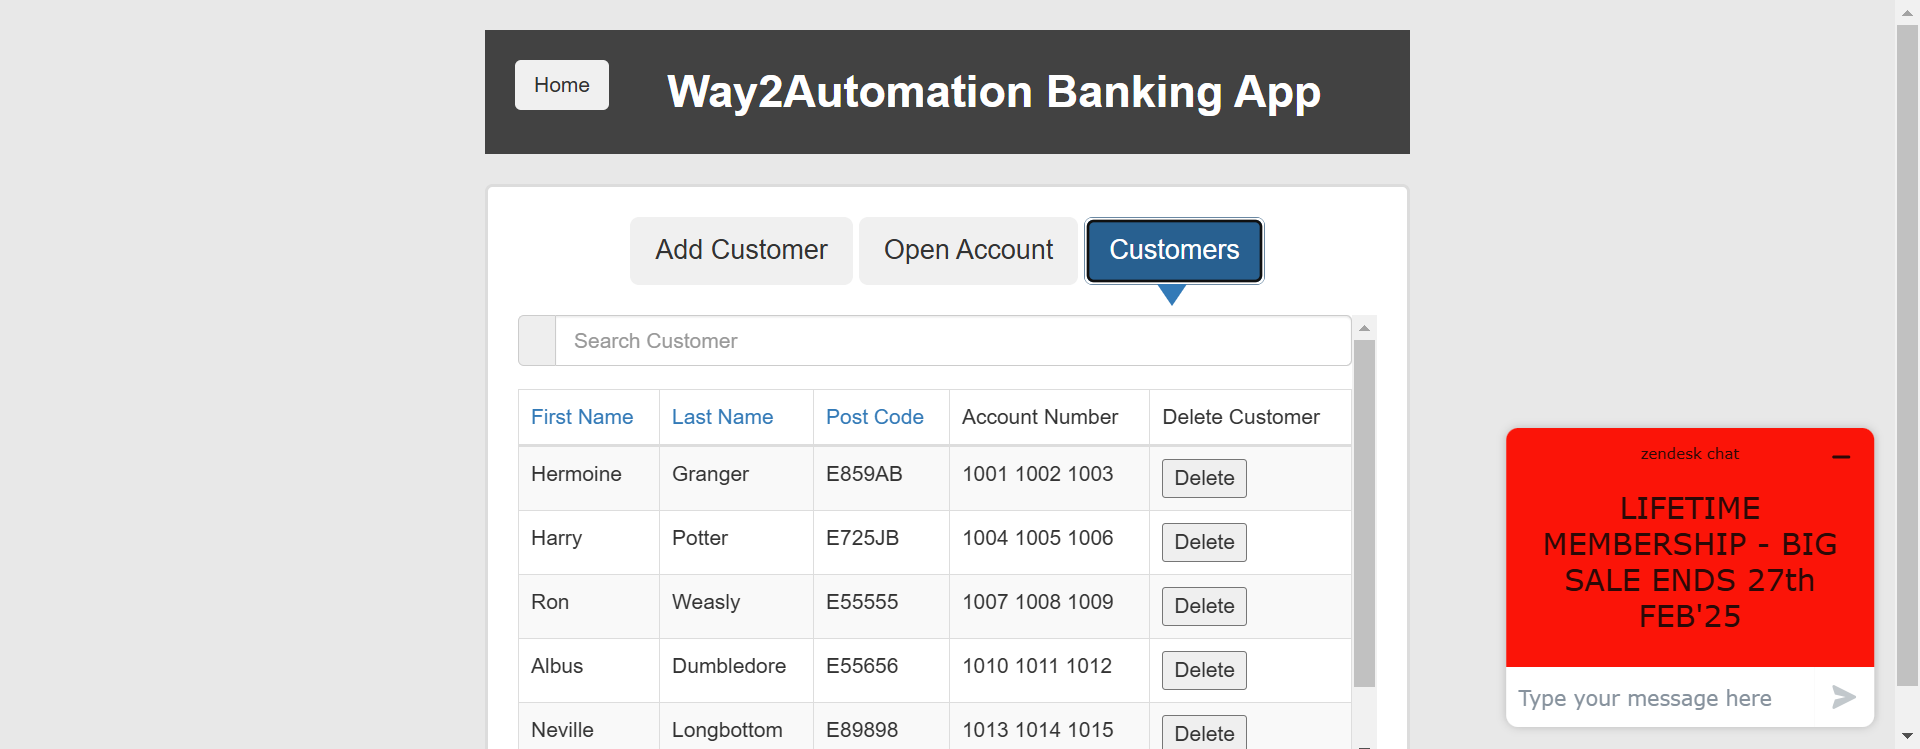 Home
Way2Automation Banking App
Add Customer Open Account Customers
Search Customer
First Name Last Name Post Code Account Number Delete Customer
Hermoine Granger E859AB 1001 1002 1003 Delete
Harry Potter E725JB 1004 1005 1006 Delete
Ron Weasly E55555 1007 1008 1009 Delete
Albus Dumbledore E55656 1010 1011 1012 Delete
Neville Longbottom E89898 1013 1014 1015 Delete
zendesk chat
LIFETIME
MEMBERSHIP - BIG
SALE ENDS 27th
FEB'25
Type your message here